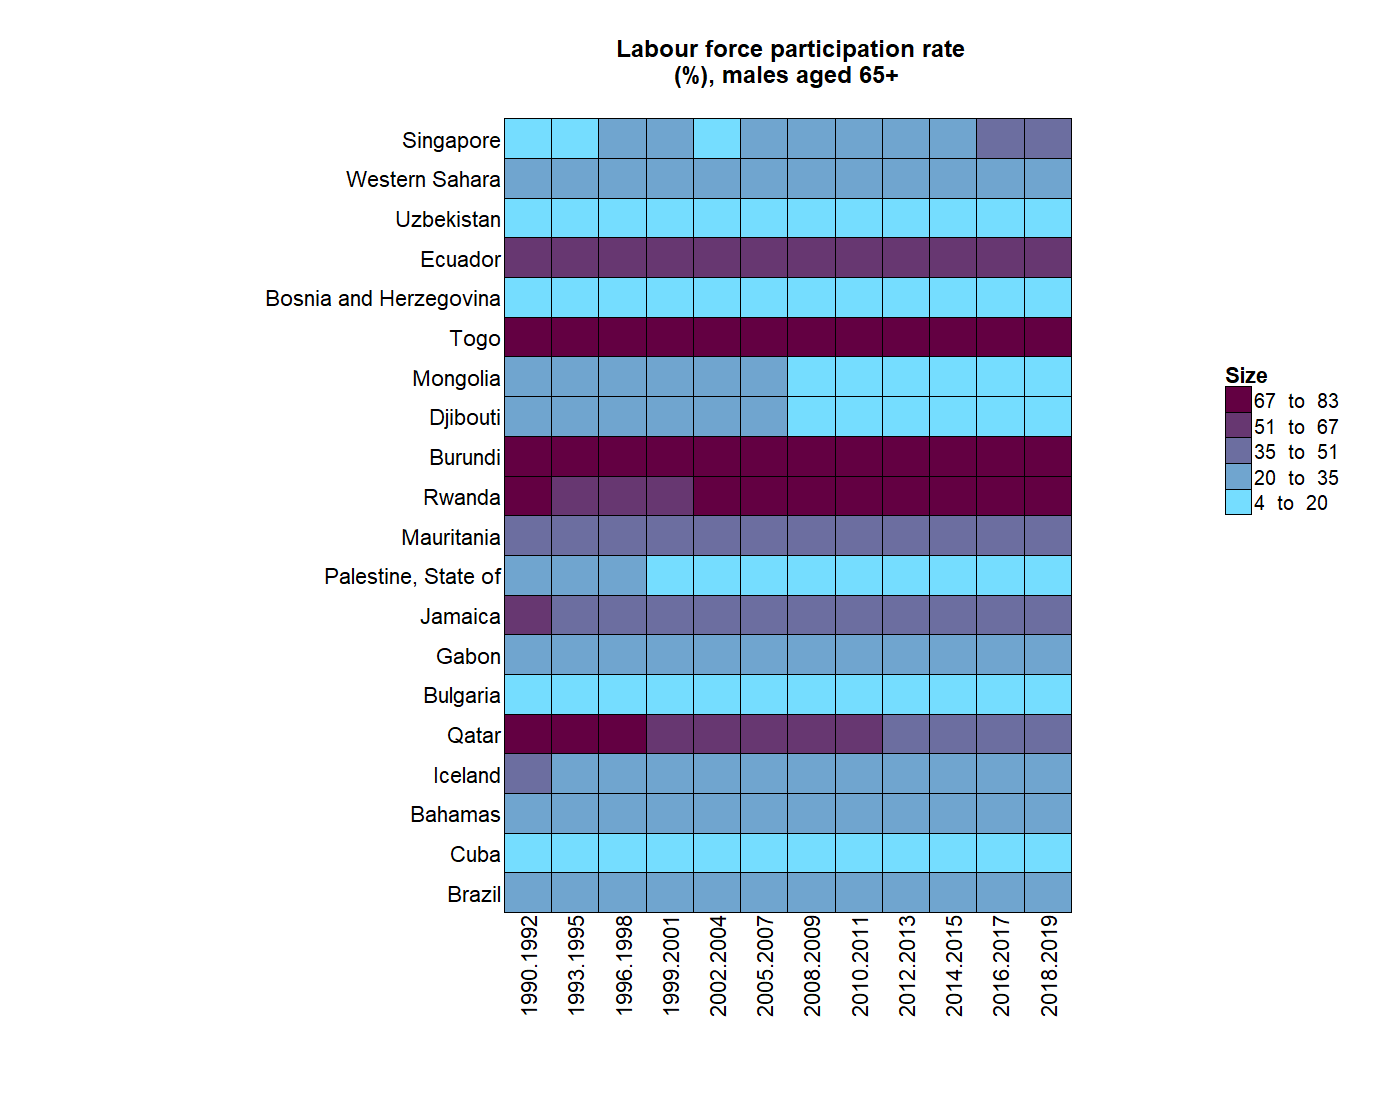 Labour force participation rate
(%), males aged 65+
Singapore
Western Sahara
Uzbekistan
Ecuador
Bosnia and Herzegovina
Togo
Mongolia
Djibouti
Burundi
Rwanda
Mauritania
Palestine, State of
Jamaica
Gabon
Bulgaria
Qatar
Iceland
Bahamas
Cuba
Brazil
1990.1992
1993.1995
1996.1998
1999.2001
2002.2004
2005.2007
2008.2009
2010.2011
2012.2013
2014.2015
2016.2017
2018.2019
Size
67 to 83
51 to 67
35 to 51
20 to 35
4 to 20